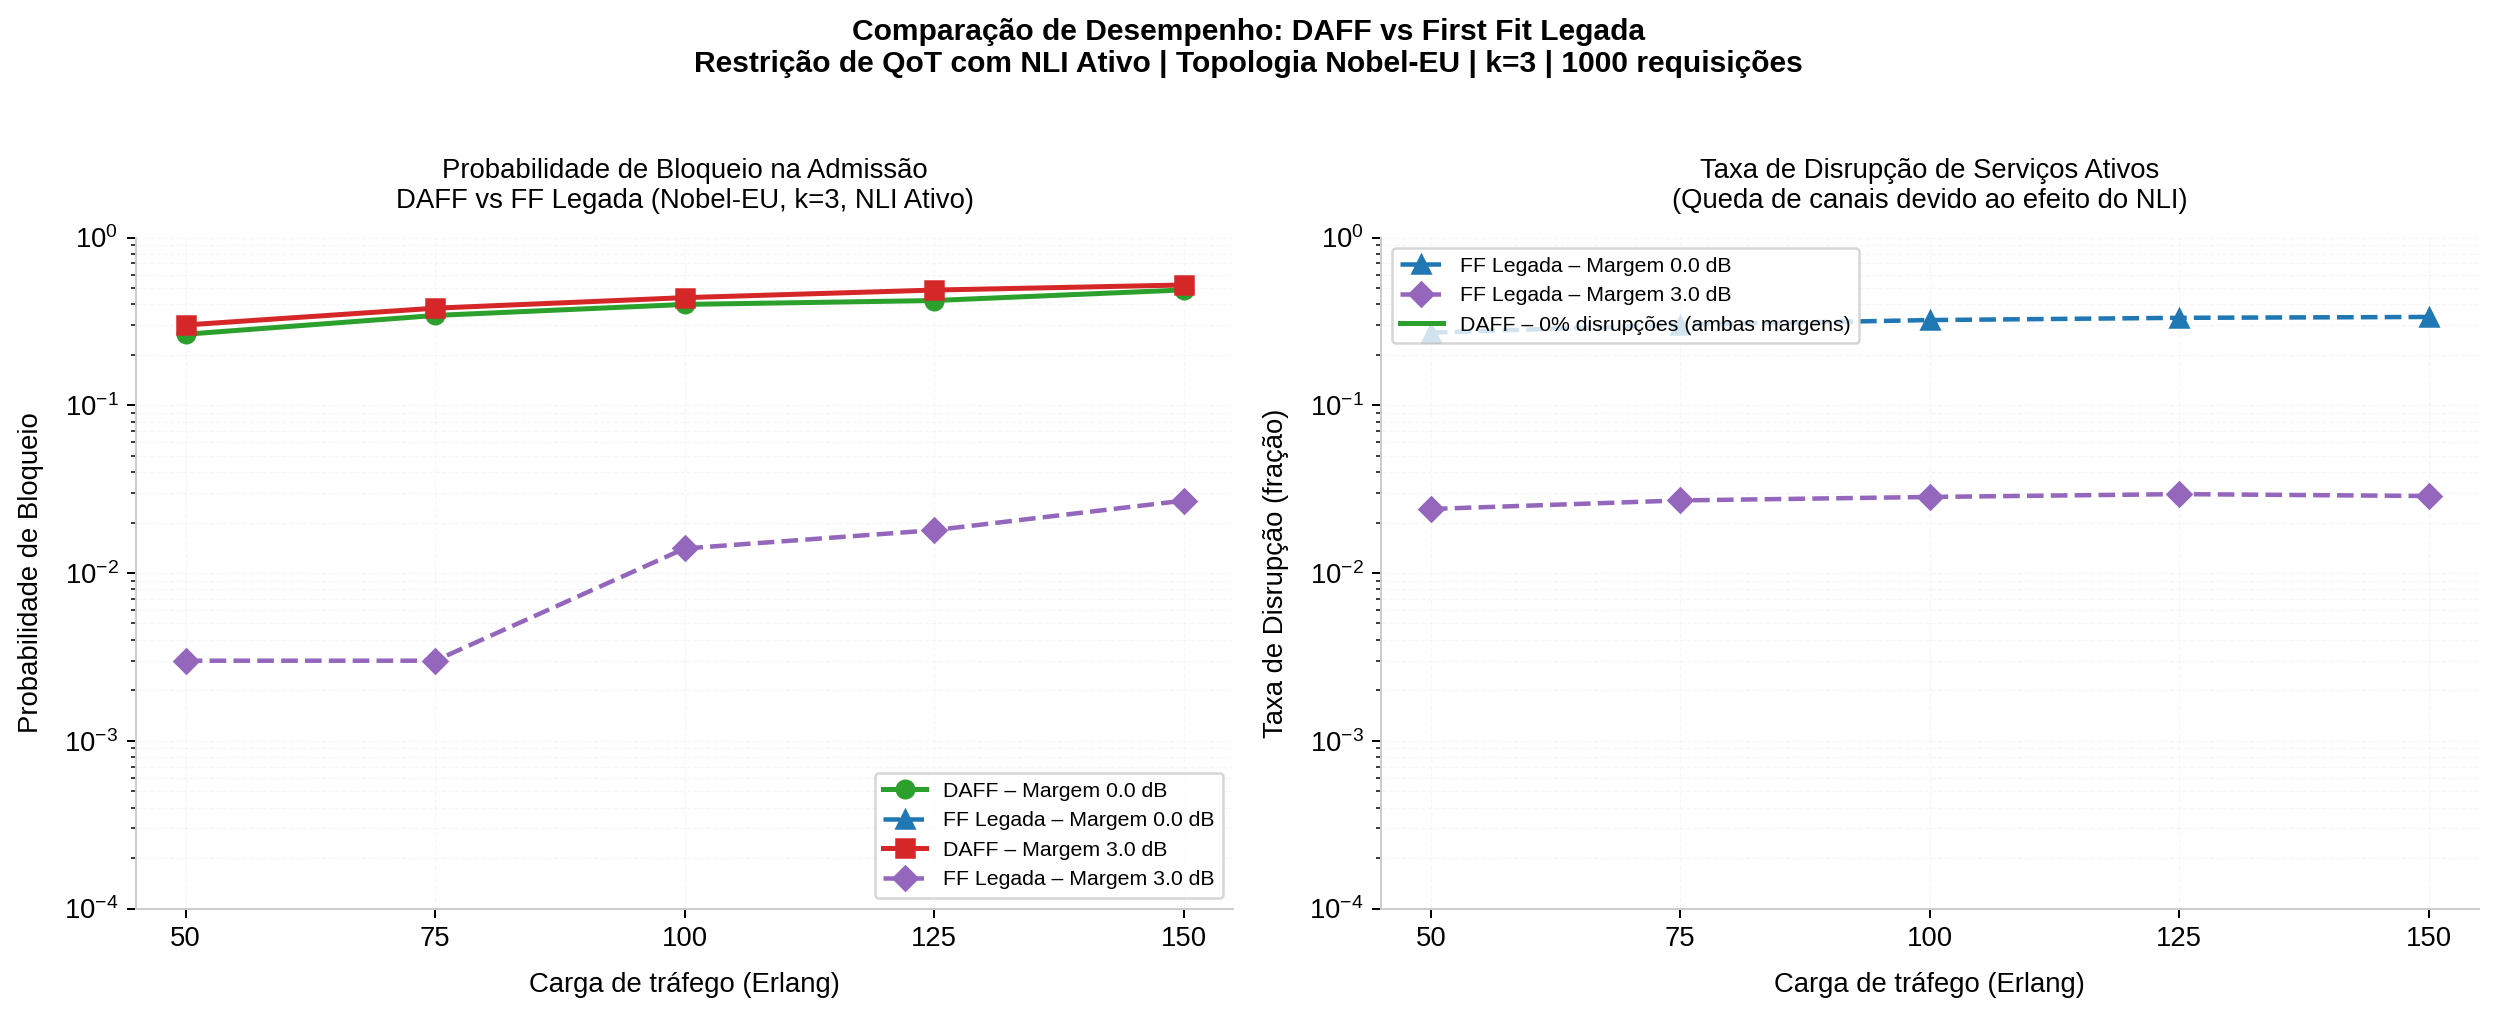 Comparação de Desempenho: DAFF vs First Fit Legada
Restrição de QoT com NLI Ativo | Topologia Nobel-EU | k=3 | 1000 requisições
Probabilidade de Bloqueio na Admissão
DAFF vs FF Legada (Nobel-EU, k=3, NLI Ativo)
Probabilidade de Bloqueio
10⁰
10⁻¹
10⁻²
10⁻³
10⁻⁴
DAFF – Margem 0.0 dB
FF Legada – Margem 0.0 dB
DAFF – Margem 3.0 dB
FF Legada – Margem 3.0 dB
50 75 100 125 150
Carga de tráfego (Erlang)
Taxa de Disrupção de Serviços Ativos
(Queda de canais devido ao efeito do NLI)
Taxa de Disrupção (fração)
10⁰
10⁻¹
10⁻²
10⁻³
10⁻⁴
FF Legada – Margem 0.0 dB
FF Legada – Margem 3.0 dB
DAFF – 0% disrupções (ambas margens)
50 75 100 125 150
Carga de tráfego (Erlang)